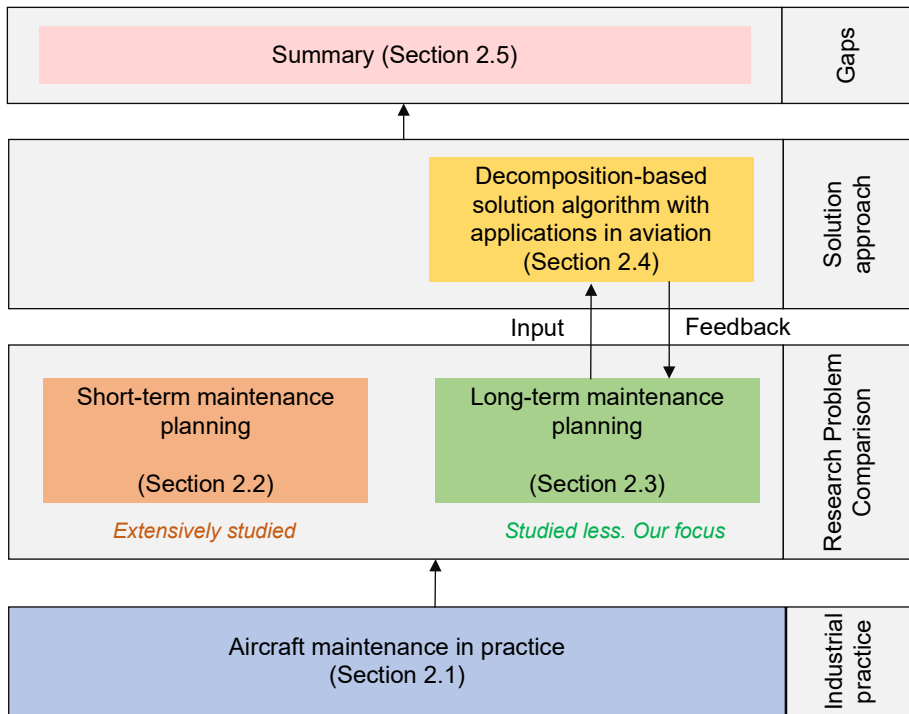 Summary (Section 2.5)
Gaps
Decomposition-based
solution algorithm with
applications in aviation
(Section 2.4)
Solution
approach
Input
Feedback
Short-term maintenance
planning
(Section 2.2)
Extensively studied
Long-term maintenance
planning
(Section 2.3)
Studied less. Our focus
Research Problem
Comparison
Aircraft maintenance in practice
(Section 2.1)
Industrial
practice